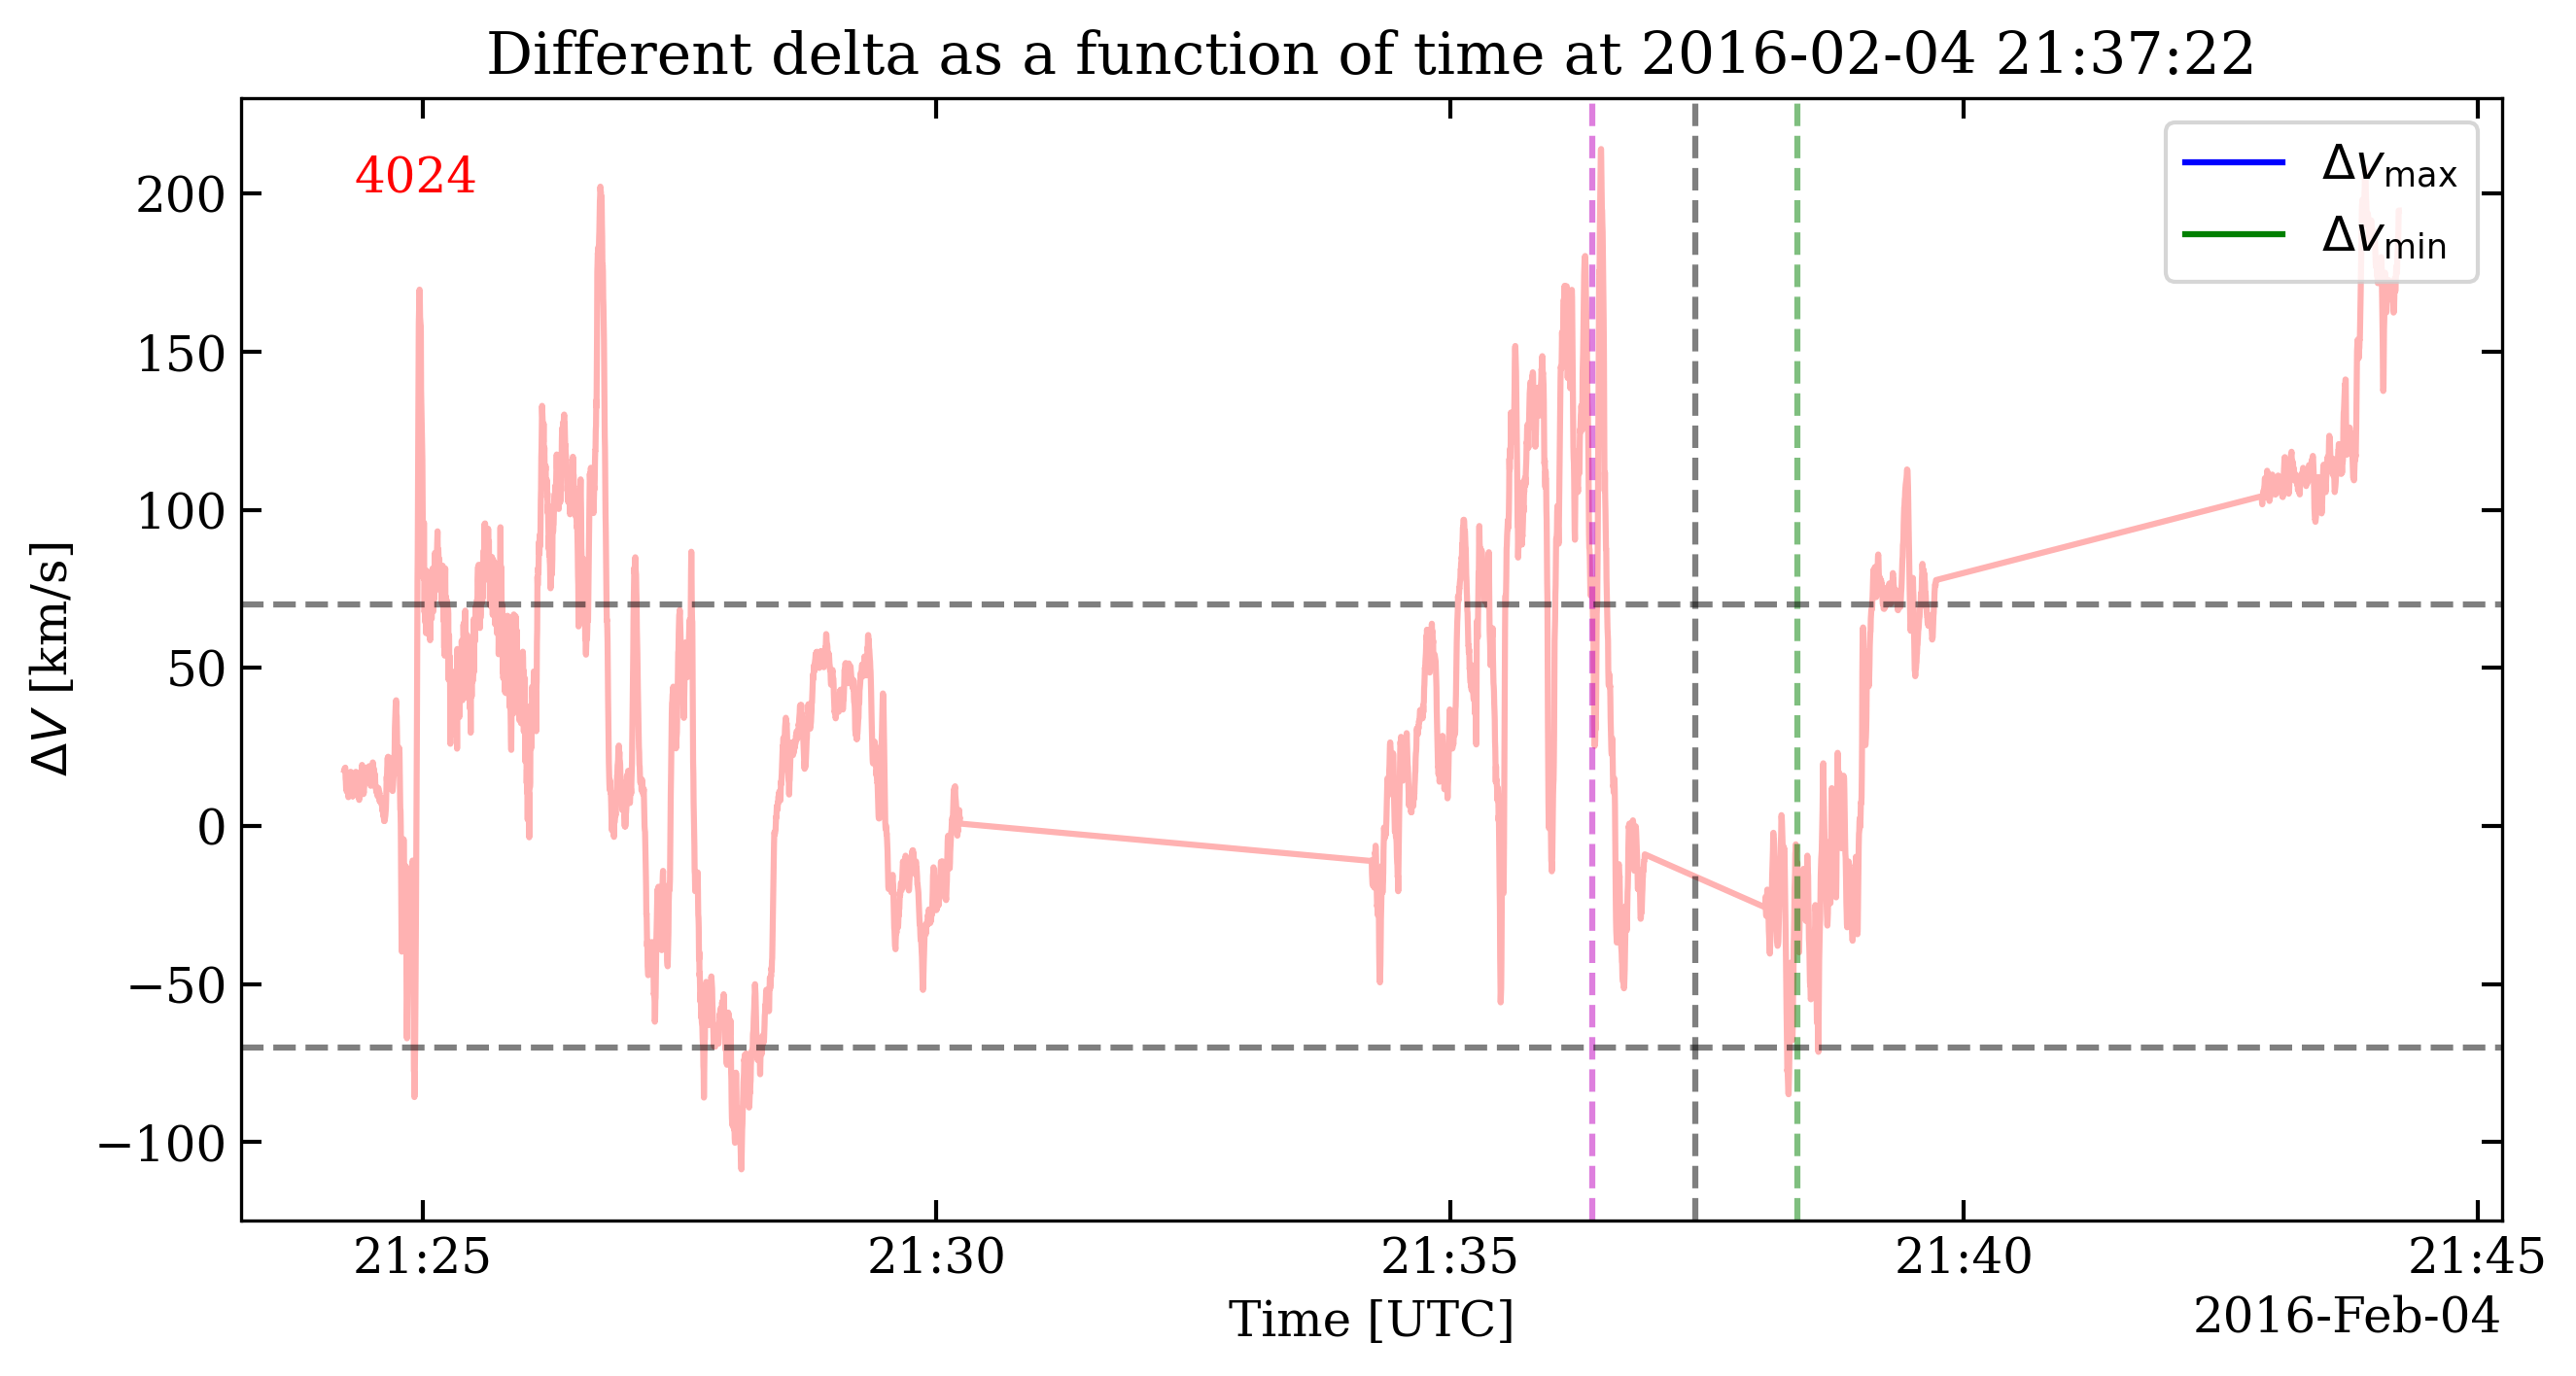 Different delta as a function of time at 2016-02-04 21:37:22
4024
Δv_max
Δv_min
200
150
100
50
0
−50
−100
ΔV [km/s]
21:25
21:30
21:35
21:40
21:45
Time [UTC]
2016-Feb-04